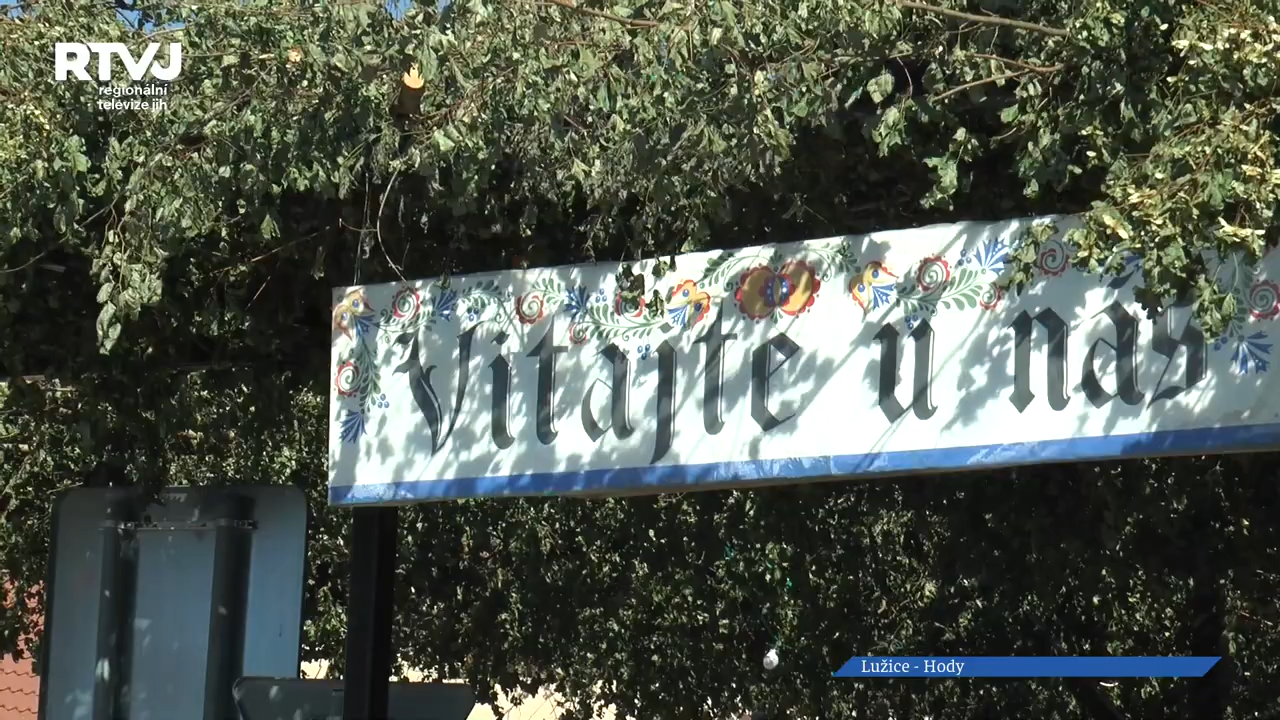 RTVJ
regionální
televize jih
Vitajte u nás
Lužice - Hody